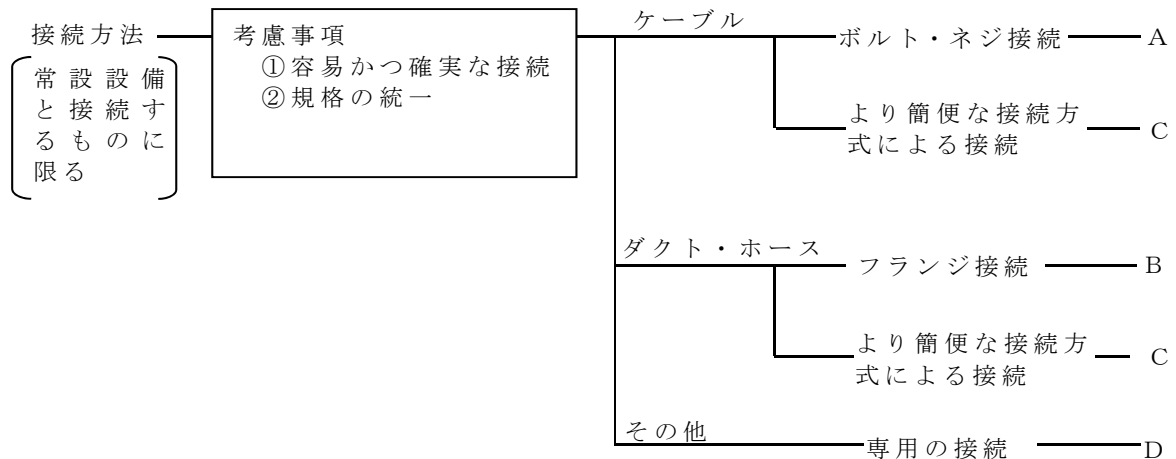 接続方法
常設設備
と接続す
るものに
限る
考慮事項
①容易かつ確実な接続
②規格の統一
ケーブル
ボルト・ネジ接続
A
より簡便な接続方
式による接続
C
ダクト・ホース
フランジ接続
B
より簡便な接続方
式による接続
C
その他
専用の接続
D